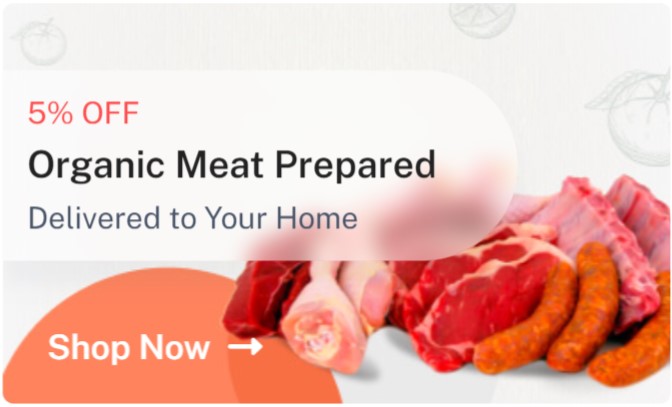 5% OFF
Organic Meat Prepared
Delivered to Your Home
Shop Now →